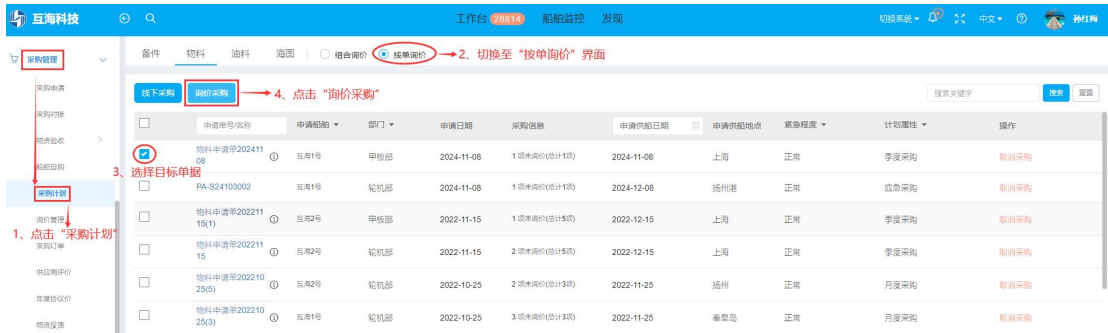 互海科技
工作台 28814 船舶监控 发现
切换系统 中文 孙红梅
采购管理
备件 物料 油料 海图 组合询价 按单询价 2、切换至“按单询价”界面
采购申请
线下采购 询价采购 4、点击“询价采购” 搜索关键字 搜索 重置
采购对接
申请单号/名称 申请船舶 部门 申请日期 采购信息 申请供船日期 申请供船地点 紧急程度 计划属性 操作
物资验收
物料申请单202411
08 互海1号 甲板部 2024-11-08 1 项未询价(总计1项) 2024-11-08 上海 正常 季度采购 取消采购
船舶自购
3、选择目标单据
采购计划
PA-S24103002 互海1号 轮机部 2024-11-08 1 项未询价(总计1项) 2024-12-08 扬州港 正常 应急采购 取消采购
询价管理
物料申请单202211
15(1) 互海2号 甲板部 2022-11-15 1 项未询价(总计5项) 2022-12-15 上海 正常 季度采购 取消采购
1、点击“采购计划”
采购订单
物料申请单202211
15 互海2号 轮机部 2022-11-15 2 项未询价(总计5项) 2022-12-15 上海 正常 季度采购 取消采购
供应商评价
物料申请单202210
25(5) 互海2号 轮机部 2022-10-25 2 项未询价(总计3项) 2022-11-25 扬州 正常 月度采购 取消采购
年度协议价
物料申请单202210
25(3) 互海1号 轮机部 2022-10-25 3 项未询价(总计3项) 2022-11-25 秦皇岛 正常 月度采购 取消采购
物资反馈